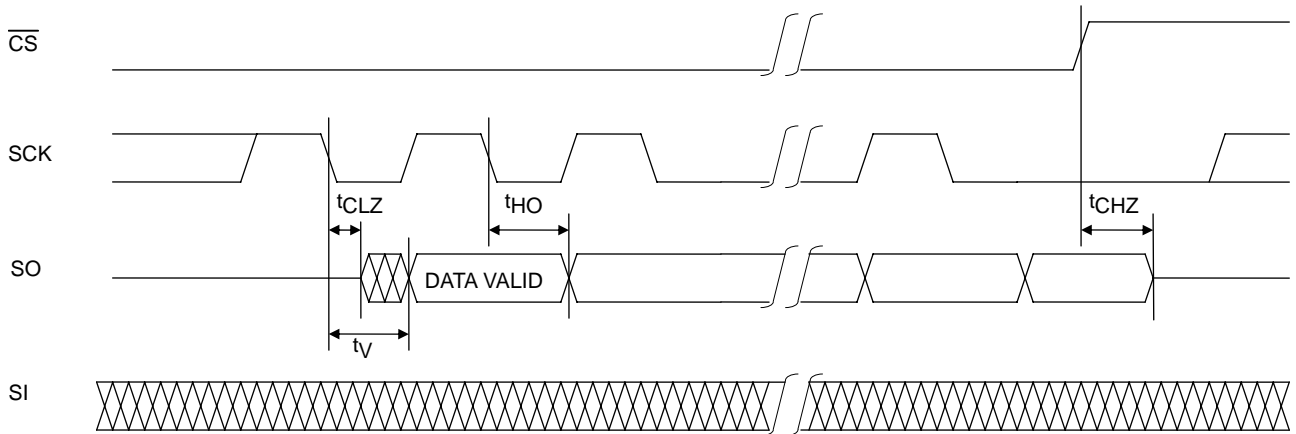 CS
SCK
tCLZ
tHO
tCHZ
SO
DATA VALID
tV
SI